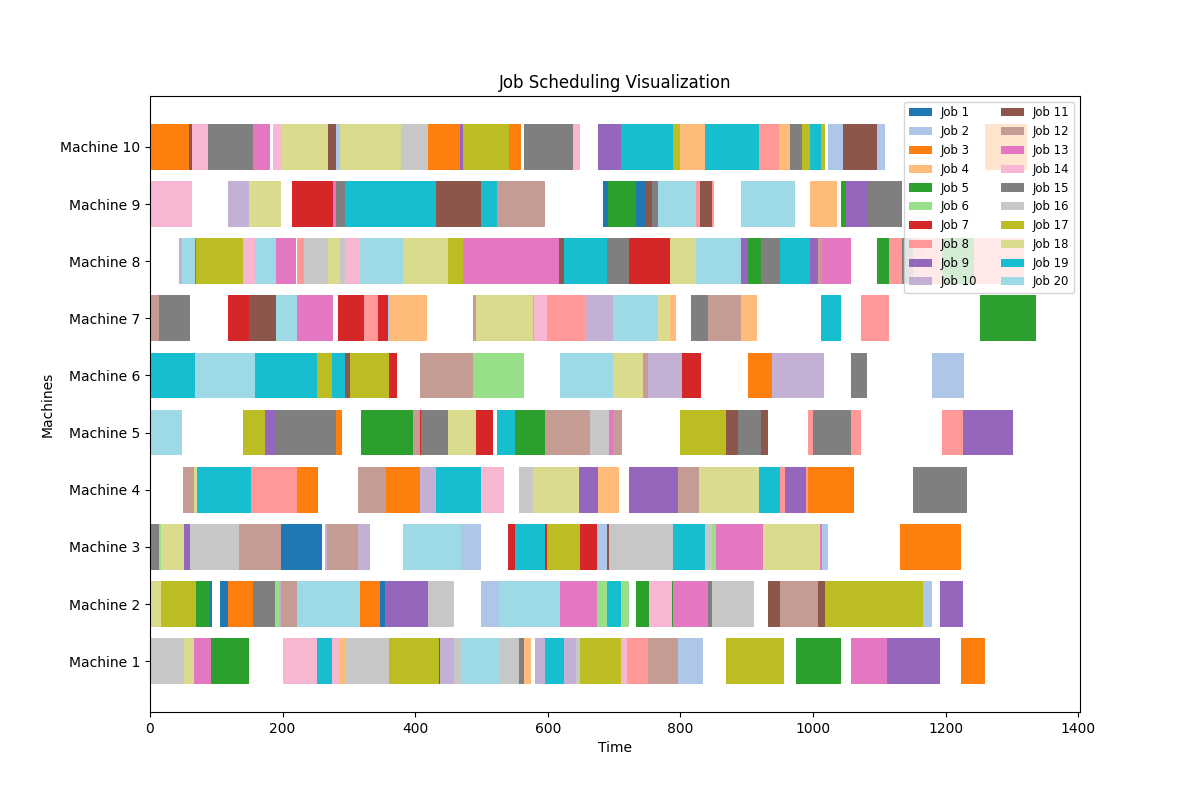 Job Scheduling Visualization
Machines
Machine 10
Machine 9
Machine 8
Machine 7
Machine 6
Machine 5
Machine 4
Machine 3
Machine 2
Machine 1
Job 1
Job 2
Job 3
Job 4
Job 5
Job 6
Job 7
Job 8
Job 9
Job 10
Job 11
Job 12
Job 13
Job 14
Job 15
Job 16
Job 17
Job 18
Job 19
Job 20
0 200 400 600 800 1000 1200 1400
Time